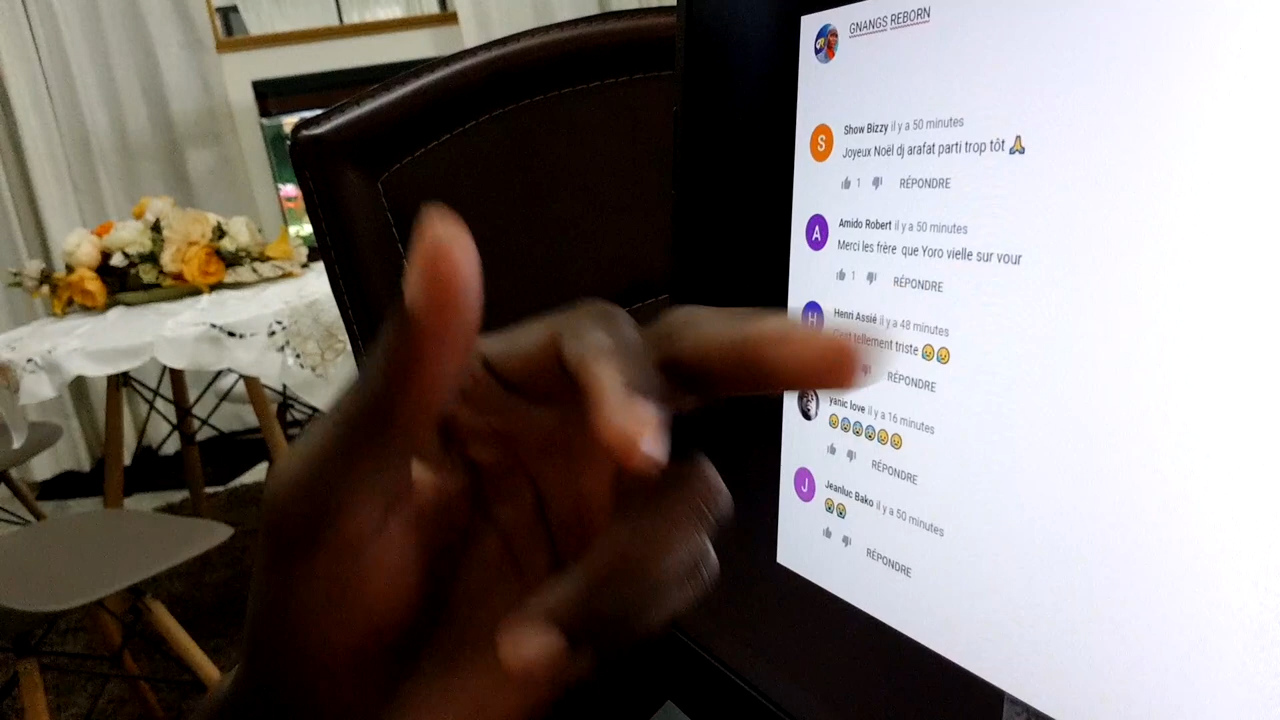 GNANGS REBORN
S
Show Bizzy il y a 50 minutes
Joyeux Noël dj arafat parti trop tôt 🙏
1 RÉPONDRE
A
Amido Robert il y a 50 minutes
Merci les frère que Yoro vielle sur vour
1 RÉPONDRE
H
Henri Assié il y a 48 minutes
tellement triste 😢😢
RÉPONDRE
yanic love il y a 16 minutes
RÉPONDRE
J
Jeanluc Bako il y a 50 minutes
😭😭
RÉPONDRE